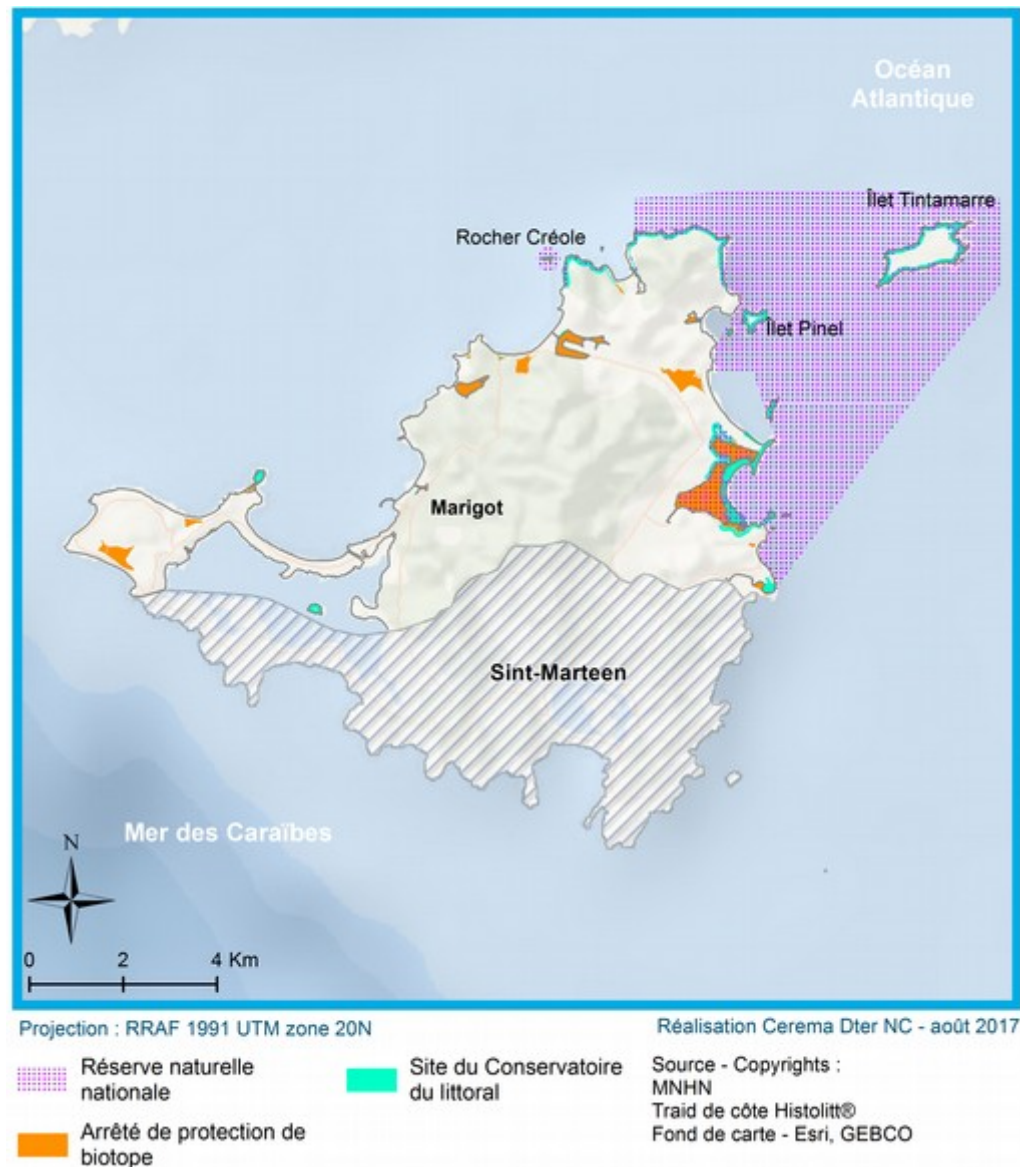 Océan
Atlantique
Îlet Tintamarre
Rocher Créole
Îlet Pinel
Marigot
Sint-Marteen
Mer des Caraïbes
N
0 2 4 Km
Projection : RRAF 1991 UTM zone 20N
Réalisation Cerema Dter NC - août 2017
Réserve naturelle
nationale
Arrêté de protection de
biotope
Site du Conservatoire
du littoral
Source - Copyrights :
MNHN
Traid de côte Histolitt®
Fond de carte - Esri, GEBCO